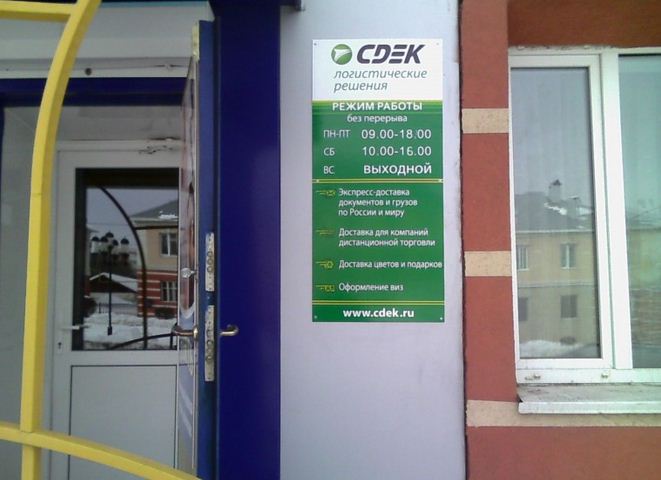 CDEK
логистические
решения
РЕЖИМ РАБОТЫ
без перерыва
ПН-ПТ 09.00-18.00
СБ 10.00-16.00
ВС. ВЫХОДНОЙ
Экспресс-доставка
документов и грузов
по России и миру
Доставка для компаний
дистанционной торговли
Доставка цветов и подарков
Оформление виз
www.cdek.ru